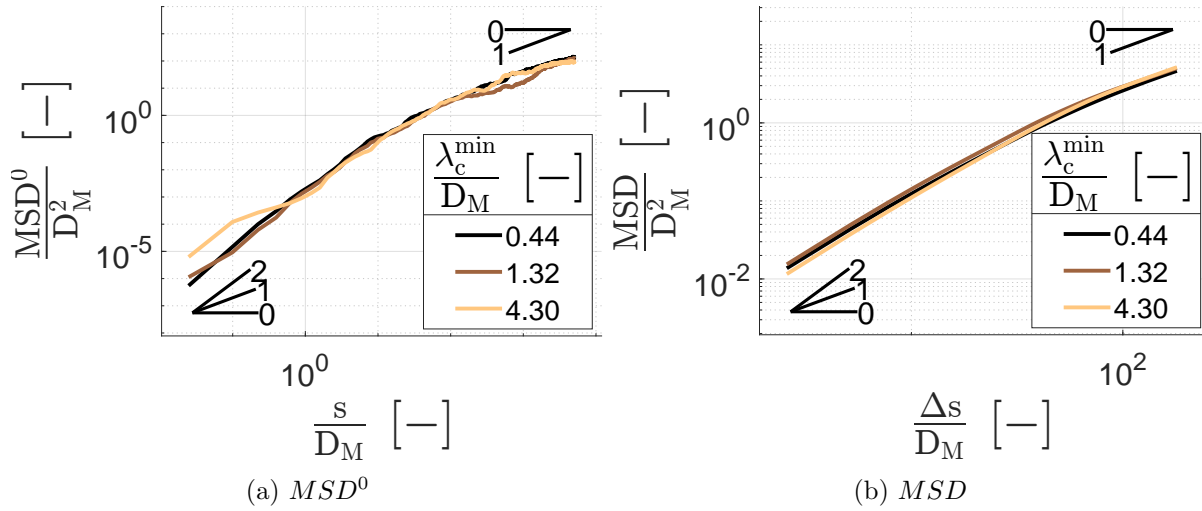 MSD^0
D_M^2 [—]
10^0
10^-5
0
1
2
1
0
λ_c^min
D_M [—]
0.44
1.32
4.30
10^0
s
D_M [—]
(a) MSD^0
MSD
D_M^2 [—]
10^0
10^-2
0
1
2
1
0
λ_c^min
D_M [—]
0.44
1.32
4.30
10^2
Δs
D_M [—]
(b) MSD